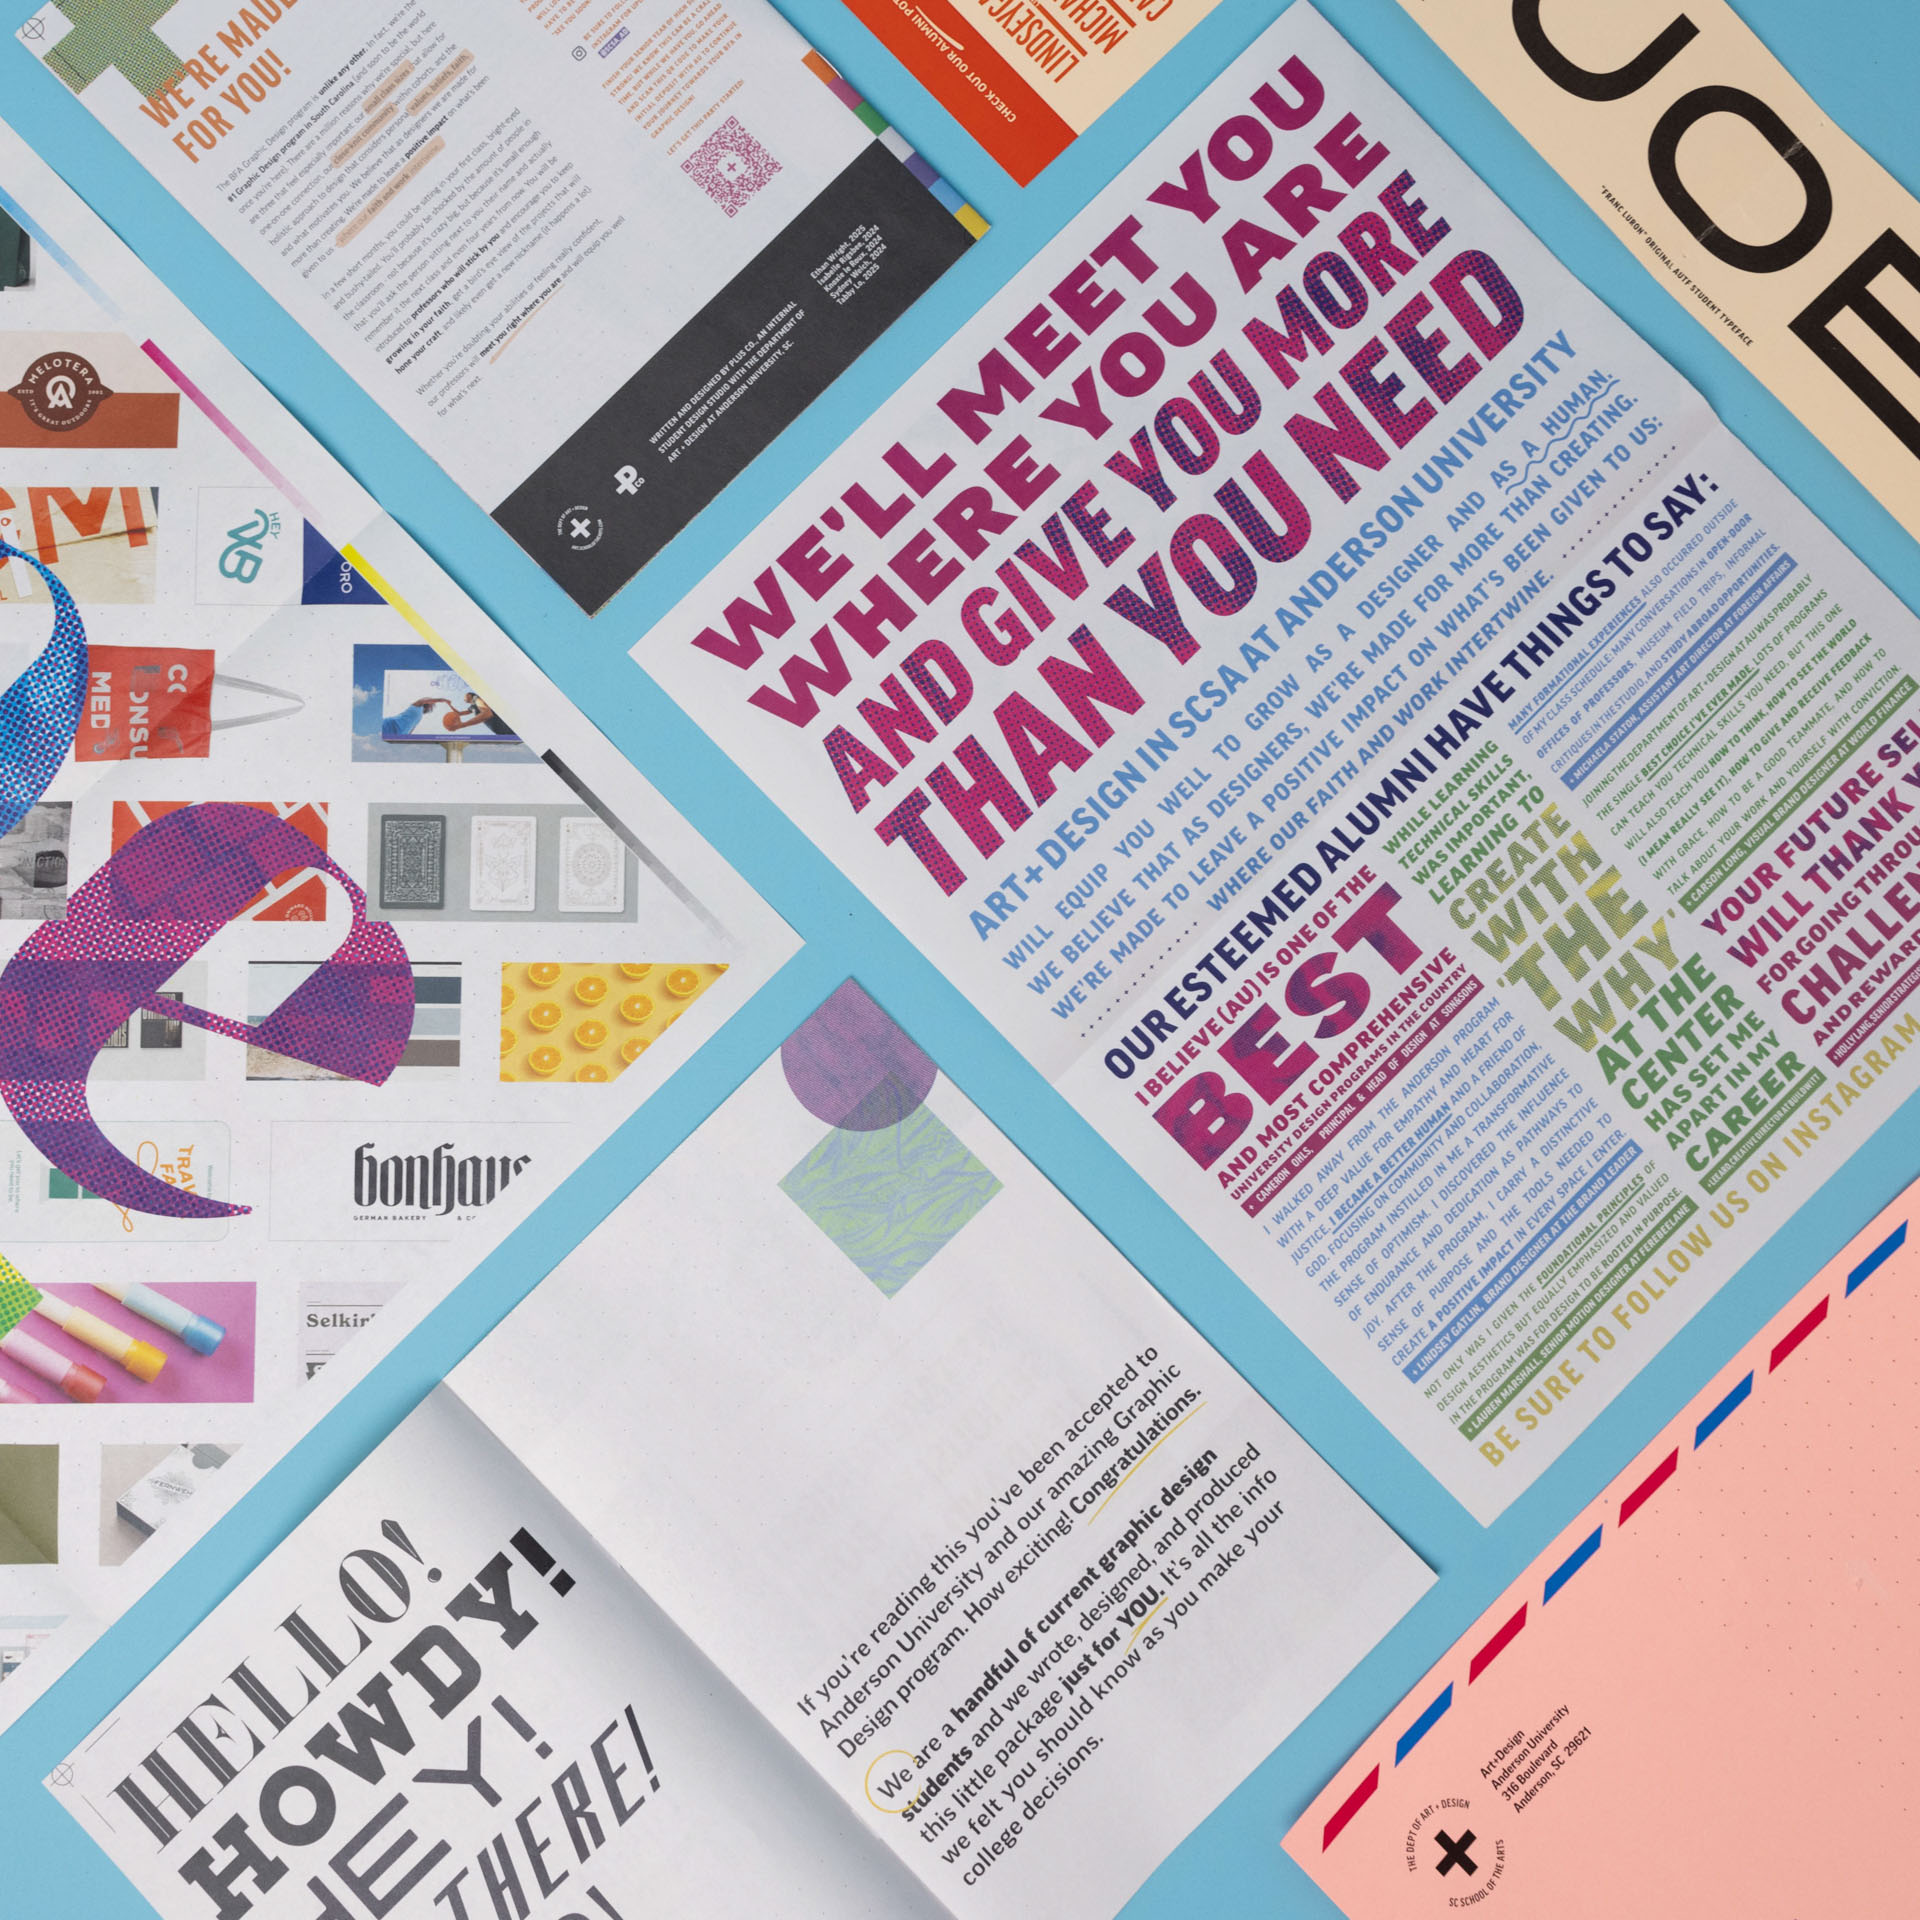 WE'RE MADE
FOR YOU!
The BFA Graphic Design program is unlike any other. In fact, we're the
#1 Graphic Design program in South Carolina (and soon to be the world
once you're here). There are a million reasons why we're special, but here
are three that feel especially important: our small class sizes that allow for
one-on-one connection, our close-knit community within cohorts, and the
holistic approach to design that considers personal values, beliefs, faith,
and what motivates you. We believe that as designers we are made for
more than creating. We're made to leave a positive impact on what's been
given to us where our faith and work intertwine.
In a few short months, you could be sitting in your first class, bright-eyed
and bushy-tailed. You'll probably be shocked by the amount of people in
the classroom not because it's crazy big, but because it's small enough
that you'll ask the person sitting next to you their name and actually
remember it the next class and even four years from now. You will be
introduced to professors who will stick by you and encourage you to keep
growing in your faith, get a bird's eye view of the projects that will
hone your craft, and likely even get a new nickname (it happens a lot)
Whether you're doubting your abilities or feeling really confident,
our professors will meet you right where you are and will equip you well
for what's next.
BE SURE TO FOLLOW
INSTAGRAM FOR
@SCSA_AD
LET'S GET THIS PARTY STARTED!
WRITTEN AND DESIGNED BY PLUS CO., AN INTERNAL
STUDENT DESIGN STUDIO WITH THE DEPARTMENT OF
ART + DESIGN AT ANDERSON UNIVERSITY, SC.
Ethan Wright, 2025
Isabelle Rigsbee, 2024
Knosie le Roux, 2024
Sydney Welch, 2024
Tabby Lo, 2025
P
CO
CHECK OUR ALUMNI
LINDSEY
MICHA
CA
JOE
"FRANC LURON" ORIGINAL AUTF STUDENT TYPEFACE
WE'LL MEET YOU
WHERE YOU ARE
AND GIVE YOU MORE
THAN YOU NEED
ART+DESIGN IN SCSA AT ANDERSON UNIVERSITY
WILL EQUIP YOU WELL TO GROW AS A DESIGNER AND AS A HUMAN.
WE BELIEVE THAT AS DESIGNERS, WE'RE MADE FOR MORE THAN CREATING.
WE'RE MADE TO LEAVE A POSITIVE IMPACT ON WHAT'S BEEN GIVEN TO US:
WHERE OUR FAITH AND WORK INTERTWINE.
OUR ESTEEMED ALUMNI HAVE THINGS TO SAY:
I BELIEVE (AU) IS ONE OF THE
BEST
AND MOST COMPREHENSIVE
UNIVERSITY DESIGN PROGRAMS IN THE COUNTRY
+ CAMERON OHLS, PRINCIPAL & HEAD OF DESIGN AT SON&SONS
I WALKED AWAY FROM THE ANDERSON PROGRAM
WITH A DEEP VALUE FOR EMPATHY AND HEART FOR
JUSTICE. I BECAME A BETTER HUMAN AND A FRIEND OF
GOD. FOCUSING ON COMMUNITY AND COLLABORATION,
THE PROGRAM INSTILLED IN ME A TRANSFORMATIVE
SENSE OF OPTIMISM. I DISCOVERED THE INFLUENCE
OF ENDURANCE AND DEDICATION AS PATHWAYS TO
JOY. AFTER THE PROGRAM, I CARRY A DISTINCTIVE
SENSE OF PURPOSE AND THE TOOLS NEEDED TO
CREATE A POSITIVE IMPACT IN EVERY SPACE I ENTER.
+ LINDSEY GATLIN, BRAND DESIGNER AT THE BRAND LEADER
NOT ONLY WAS I GIVEN THE FOUNDATIONAL PRINCIPLES OF
DESIGN AESTHETICS BUT EQUALLY EMPHASIZED AND VALUED
IN THE PROGRAM WAS FOR DESIGN TO BE ROOTED IN PURPOSE.
+ LAUREN MARSHALL, SENIOR MOTION DESIGNER AT FEREBEELANE
WHILE LEARNING
TECHNICAL SKILLS
WAS IMPORTANT,
LEARNING TO
CREATE
WITH
'THE
WHY'
AT THE
CENTER
HAS SET ME
APART IN MY
CAREER
MANY FORMATIONAL EXPERIENCES ALSO OCCURRED OUTSIDE
OF MY CLASS SCHEDULE: MANY CONVERSATIONS IN OPEN-DOOR
OFFICES OF PROFESSORS, MUSEUM FIELD TRIPS, INFORMAL
CRITIQUES IN THE STUDIO, AND STUDY ABROAD OPPORTUNITIES.
+ MICHAELA STATON, ASSISTANT ART DIRECTOR AT FOREIGN AFFAIRS
JOINING THE DEPARTMENT OF ART+DESIGN AT AU WAS PROBABLY
THE SINGLE BEST CHOICE I'VE EVER MADE. LOTS OF PROGRAMS
CAN TEACH YOU TECHNICAL SKILLS YOU NEED, BUT THIS ONE
WILL ALSO TEACH YOU HOW TO THINK, HOW TO SEE THE WORLD
(I MEAN REALLY SEE IT), HOW TO GIVE AND RECEIVE FEEDBACK
WITH GRACE, HOW TO BE A GOOD TEAMMATE, AND HOW TO
TALK ABOUT YOUR WORK AND YOURSELF WITH CONVICTION.
+ CARSON LONG, VISUAL BRAND DESIGNER AT WORLD FINANCE
YOUR FUTURE SEL
WILL THANK
FOR GOING THROU
CHALLEN
AND REWARD
BE SURE TO FOLLOW US ON INSTAGRAM
MELOTERA
IT'S GREAT OUTDOORS
HEY
ORO
MED
CONSU
bonhaus
GERMAN BAKERY & CO
Selkirk
HELLO!
HOWDY!
HEY!
THERE!
If you're reading this you've been accepted to
Anderson University and our amazing Graphic
Design program. How exciting! Congratulations.
We are a handful of current graphic design
students and we wrote, designed, and produced
this little package just for YOU. It's all the info
we felt you should know as you make your
college decisions.
Art+Design
Anderson University
316 Boulevard
Anderson, SC 29621
THE DEPT OF ART + DESIGN
SC SCHOOL OF THE ARTS